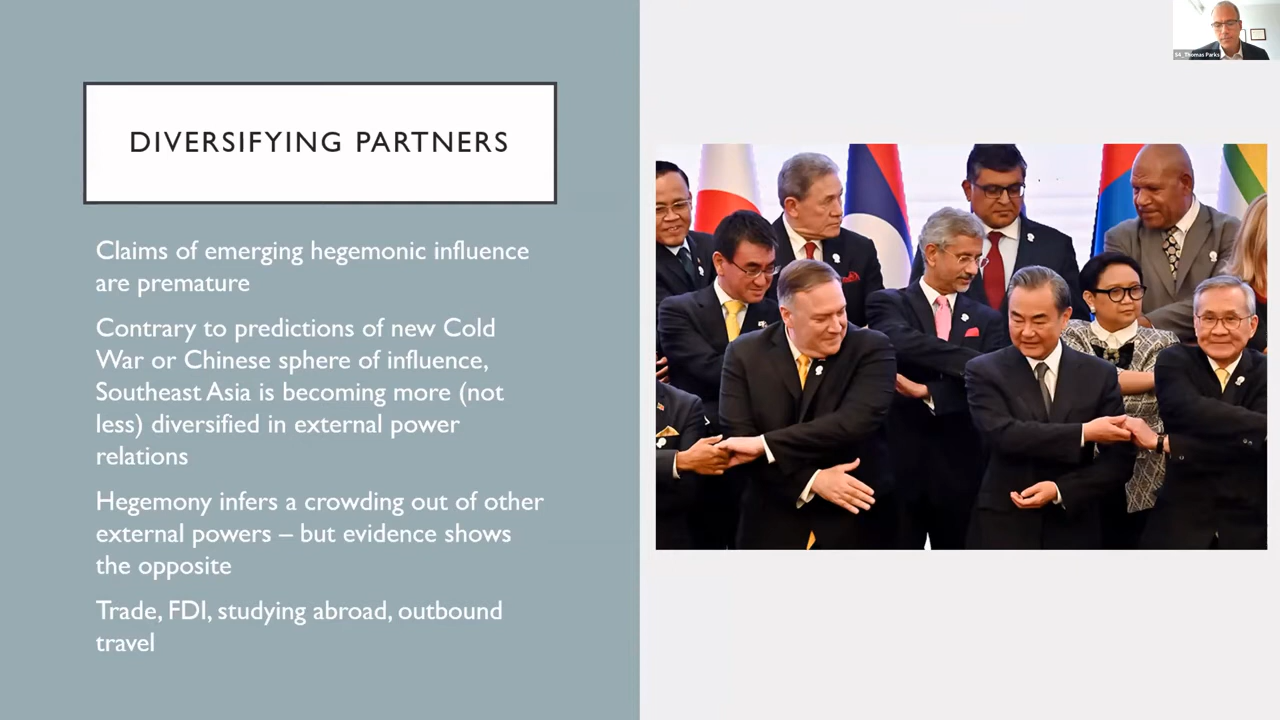 S4_Thomas Parks
DIVERSIFYING PARTNERS
Claims of emerging hegemonic influence
are premature
Contrary to predictions of new Cold
War or Chinese sphere of influence,
Southeast Asia is becoming more (not
less) diversified in external power
relations
Hegemony infers a crowding out of other
external powers – but evidence shows
the opposite
Trade, FDI, studying abroad, outbound
travel